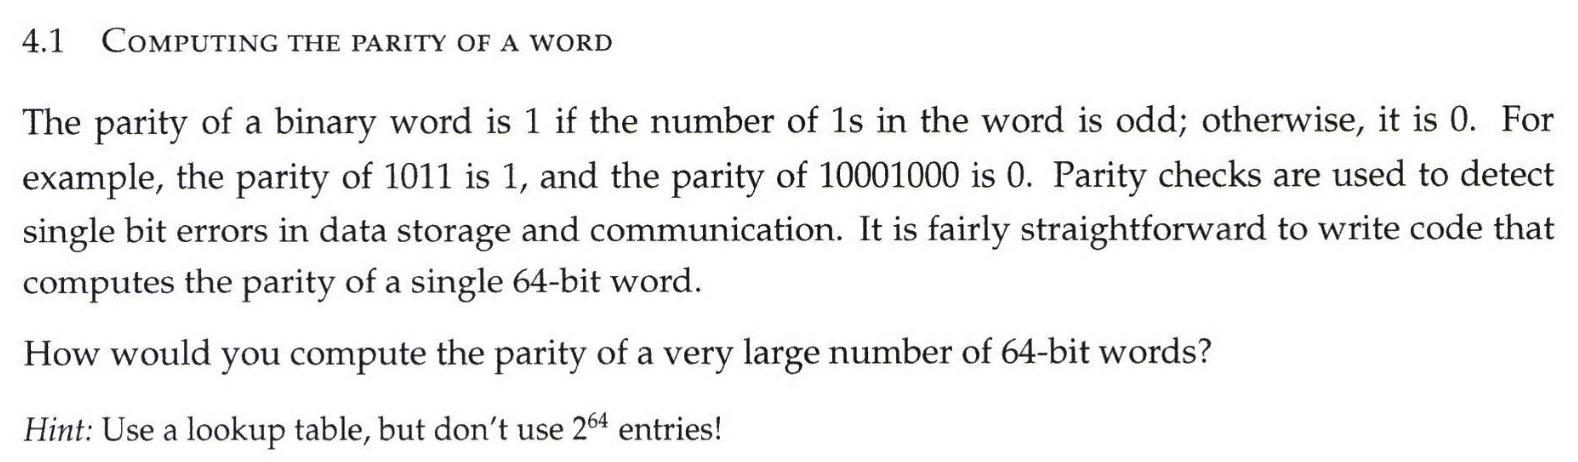 4.1 COMPUTING THE PARITY OF A WORD
The parity of a binary word is 1 if the number of 1s in the word is odd; otherwise, it is 0. For
example, the parity of 1011 is 1, and the parity of 10001000 is 0. Parity checks are used to detect
single bit errors in data storage and communication. It is fairly straightforward to write code that
computes the parity of a single 64-bit word.
How would you compute the parity of a very large number of 64-bit words?
Hint: Use a lookup table, but don't use 2⁶⁴ entries!